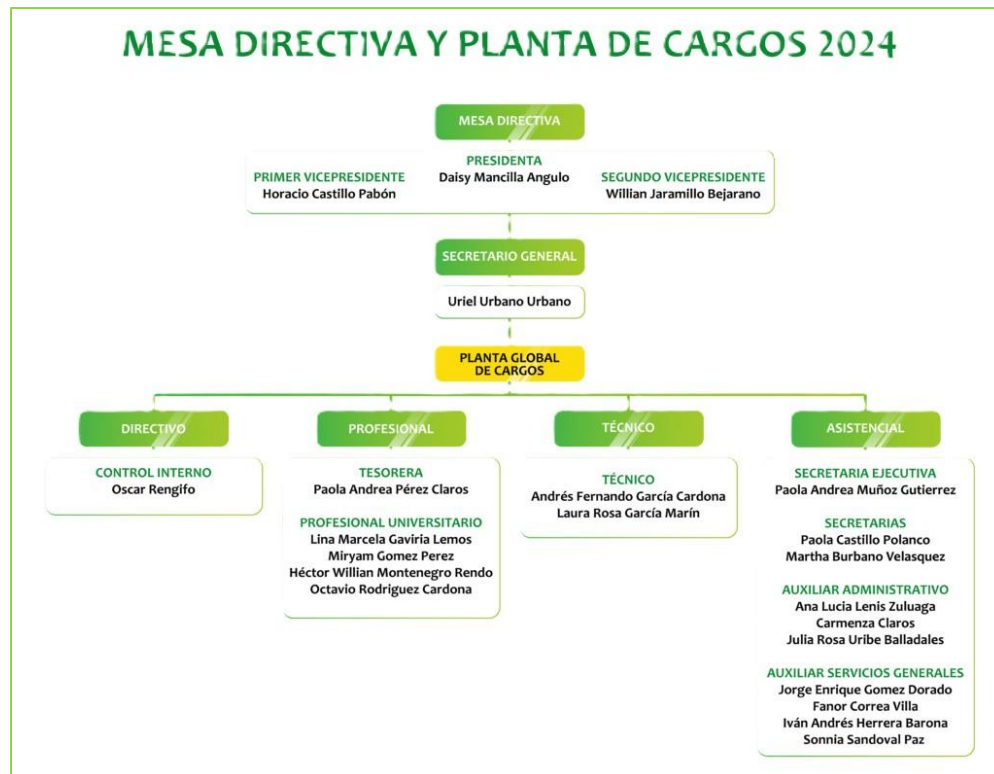 MESA DIRECTIVA Y PLANTA DE CARGOS 2024
MESA DIRECTIVA
PRESIDENTA
Daisy Mancilla Angulo
PRIMER VICEPRESIDENTE
Horacio Castillo Pabón
SEGUNDO VICEPRESIDENTE
Willian Jaramillo Bejarano
SECRETARIO GENERAL
Uriel Urbano Urbano
PLANTA GLOBAL
DE CARGOS
DIRECTIVO
CONTROL INTERNO
Oscar Rengifo
PROFESIONAL
TESORERA
Paola Andrea Pérez Claros
PROFESIONAL UNIVERSITARIO
Lina Marcela Gaviria Lemos
Miryam Gomez Perez
Héctor Willian Montenegro Rendo
Octavio Rodriguez Cardona
TÉCNICO
TÉCNICO
Andrés Fernando García Cardona
Laura Rosa García Marín
ASISTENCIAL
SECRETARIA EJECUTIVA
Paola Andrea Muñoz Gutierrez
SECRETARIAS
Paola Castillo Polanco
Martha Burbano Velasquez
AUXILIAR ADMINISTRATIVO
Ana Lucia Lenis Zuluaga
Carmenza Claros
Julia Rosa Uribe Balladales
AUXILIAR SERVICIOS GENERALES
Jorge Enrique Gomez Dorado
Fanor Correa Villa
Iván Andrés Herrera Barona
Sonnia Sandoval Paz